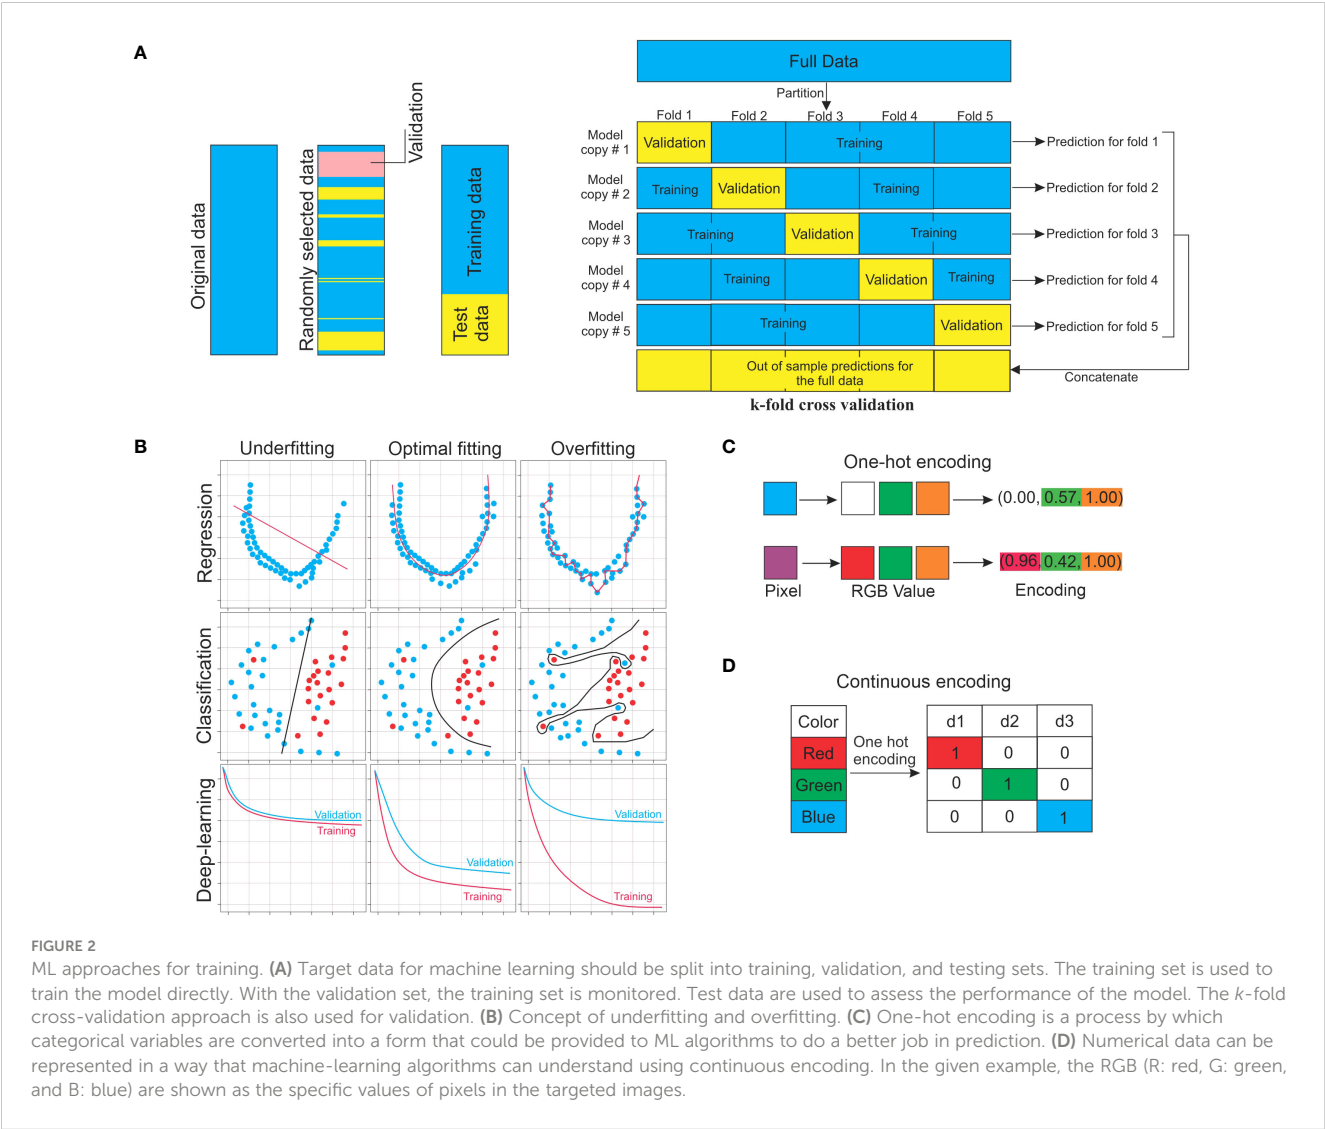 A
Original data
Randomly selected data
Validation
Training data
Test
data
Full Data
Partition
Fold 1 Fold 2 Fold 3 Fold 4 Fold 5
Model
copy # 1
Validation Training
Prediction for fold 1
Model
copy # 2
Training Validation Training
Prediction for fold 2
Model
copy # 3
Training Validation Training
Prediction for fold 3
Model
copy #4
Training Validation Training
Prediction for fold 4
Model
copy # 5
Training Validation
Prediction for fold 5
Out of sample predictions for
the full data
Concatenate
k-fold cross validation
B
Underfitting Optimal fitting Overfitting
Regression
Classification
Deep-learning
Validation
Training
Validation
Training
Validation
Training
C
One-hot encoding
(0.00, 0.57, 1.00)
(0.96, 0.42, 1.00)
Pixel RGB Value Encoding
D
Continuous encoding
Color d1 d2 d3
Red 1 0 0
One hot
encoding
Green 0 1 0
Blue 0 0 1
FIGURE 2
ML approaches for training. (A) Target data for machine learning should be split into training, validation, and testing sets. The training set is used to
train the model directly. With the validation set, the training set is monitored. Test data are used to assess the performance of the model. The k-fold
cross-validation approach is also used for validation. (B) Concept of underfitting and overfitting. (C) One-hot encoding is a process by which
categorical variables are converted into a form that could be provided to ML algorithms to do a better job in prediction. (D) Numerical data can be
represented in a way that machine-learning algorithms can understand using continuous encoding. In the given example, the RGB (R: red, G: green,
and B: blue) are shown as the specific values of pixels in the targeted images.